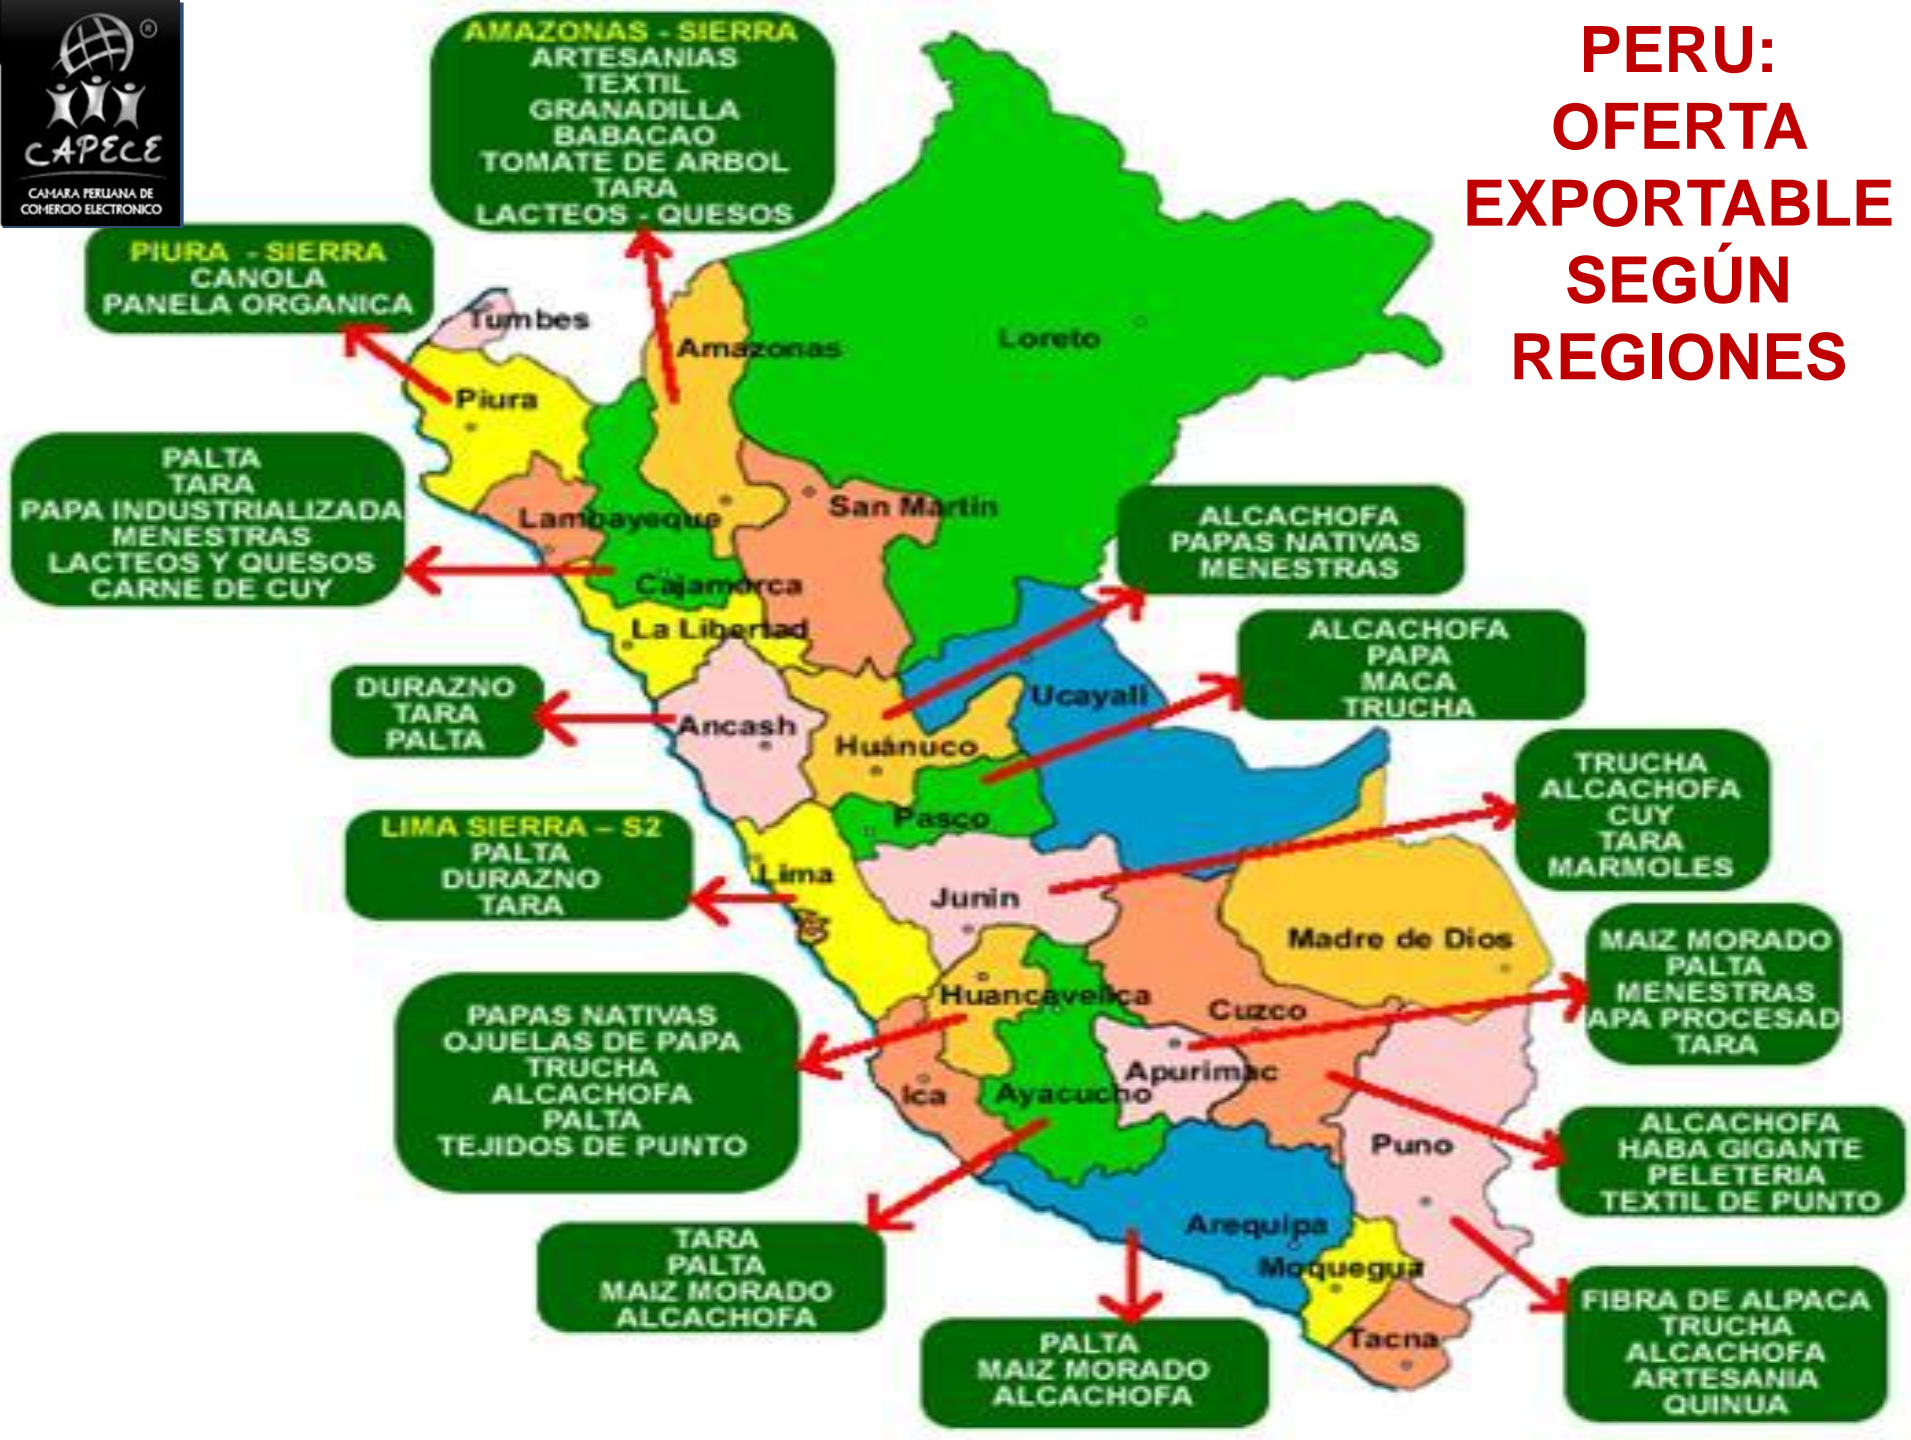 CAPECE
CAMARA PERUANA DE
COMERCIO ELECTRONICO
®
PERU:
OFERTA
EXPORTABLE
SEGÚN
REGIONES
AMAZONAS - SIERRA
ARTESANIAS
TEXTIL
GRANADILLA
BABACAO
TOMATE DE ARBOL
TARA
LACTEOS - QUESOS
PIURA - SIERRA
CANOLA
PANELA ORGANICA
PALTA
TARA
PAPA INDUSTRIALIZADA
MENESTRAS
LACTEOS Y QUESOS
CARNE DE CUY
DURAZNO
TARA
PALTA
LIMA SIERRA – S2
PALTA
DURAZNO
TARA
PAPAS NATIVAS
OJUELAS DE PAPA
TRUCHA
ALCACHOFA
PALTA
TEJIDOS DE PUNTO
TARA
PALTA
MAIZ MORADO
ALCACHOFA
PALTA
MAIZ MORADO
ALCACHOFA
ALCACHOFA
PAPAS NATIVAS
MENESTRAS
ALCACHOFA
PAPA
MACA
TRUCHA
TRUCHA
ALCACHOFA
CUY
TARA
MARMOLES
MAIZ MORADO
PALTA
MENESTRAS
APA PROCESAD
TARA
ALCACHOFA
HABA GIGANTE
PELETERIA
TEXTIL DE PUNTO
FIBRA DE ALPACA
TRUCHA
ALCACHOFA
ARTESANIA
QUINUA
Tumbes
Amazonas
Loreto
Piura
San Martin
Lambayeque
Cajamarca
La Libertad
Ucayali
Ancash
Huánuco
Pasco
Lima
Junin
Madre de Dios
Huancavelica
Cuzco
Apurimac
Ica
Ayacucho
Puno
Arequipa
Moquegua
Tacna